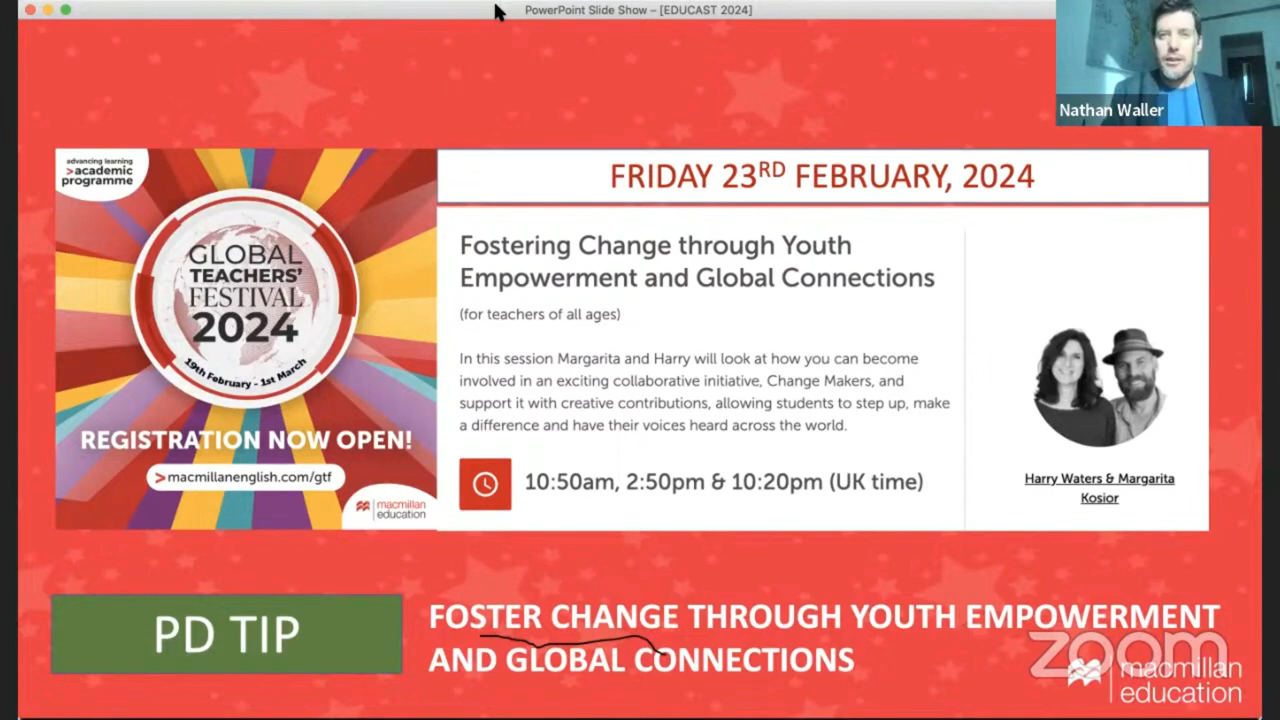 PowerPoint Slide Show – [EDUCAST 2024]
Nathan Waller
advancing learning
>academic
programme
GLOBAL
TEACHERS'
FESTIVAL
2024
19th February - 1st March
REGISTRATION NOW OPEN!
>macmillanenglish.com/gtf
macmillan
education
FRIDAY 23RD FEBRUARY, 2024
Fostering Change through Youth
Empowerment and Global Connections
(for teachers of all ages)
In this session Margarita and Harry will look at how you can become
involved in an exciting collaborative initiative, Change Makers, and
support it with creative contributions, allowing students to step up, make
a difference and have their voices heard across the world.
10:50am, 2:50pm & 10:20pm (UK time)
Harry Waters & Margarita
Kosior
PD TIP
FOSTER CHANGE THROUGH YOUTH EMPOWERMENT
AND GLOBAL CONNECTIONS
zoom
macmillan
education